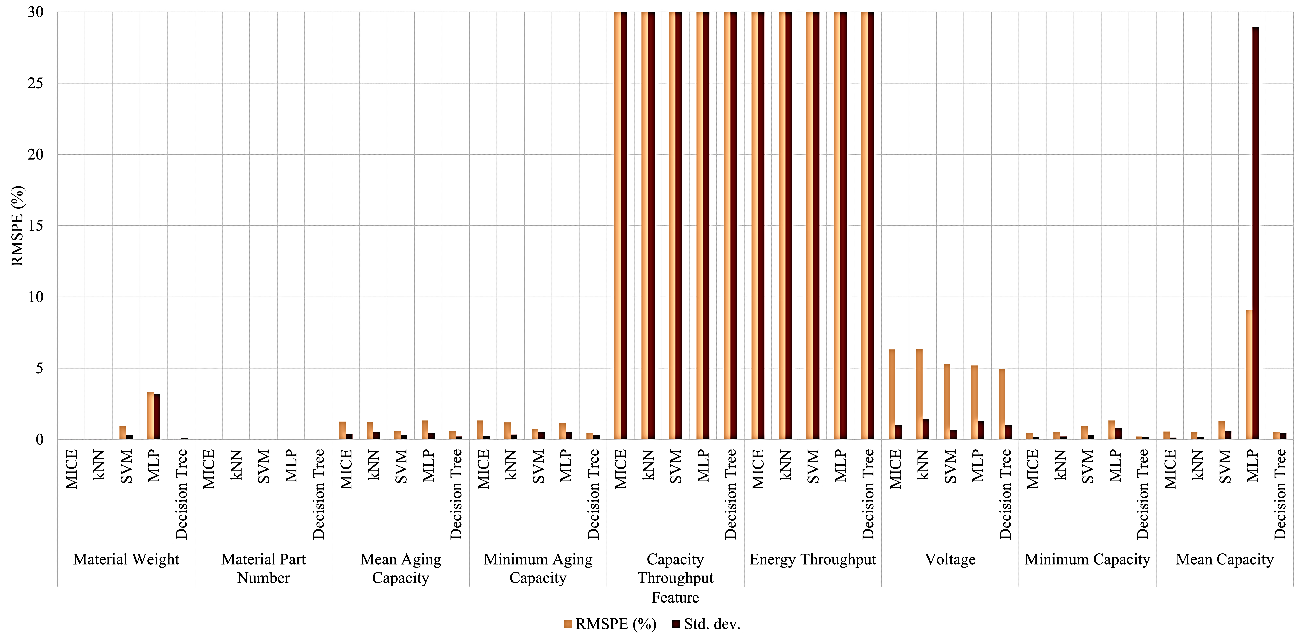 30
25
20
15
10
5
0
RMSPE (%)
MICE
kNN
SVM
MLP
Decision Tree
MICE
kNN
SVM
MLP
Decision Tree
MICE
kNN
SVM
MLP
Decision Tree
MICE
kNN
SVM
MLP
Decision Tree
MICE
kNN
SVM
MLP
Decision Tree
MICE
kNN
SVM
MLP
Decision Tree
MICE
kNN
SVM
MLP
Decision Tree
MICE
kNN
SVM
MLP
Decision Tree
MICE
kNN
SVM
MLP
Decision Tree
Material Weight
Material Part
Number
Mean Aging
Capacity
Minimum Aging
Capacity
Capacity
Throughput
Energy Throughput
Voltage
Minimum Capacity
Mean Capacity
Feature
RMSPE (%)
Std. dev.